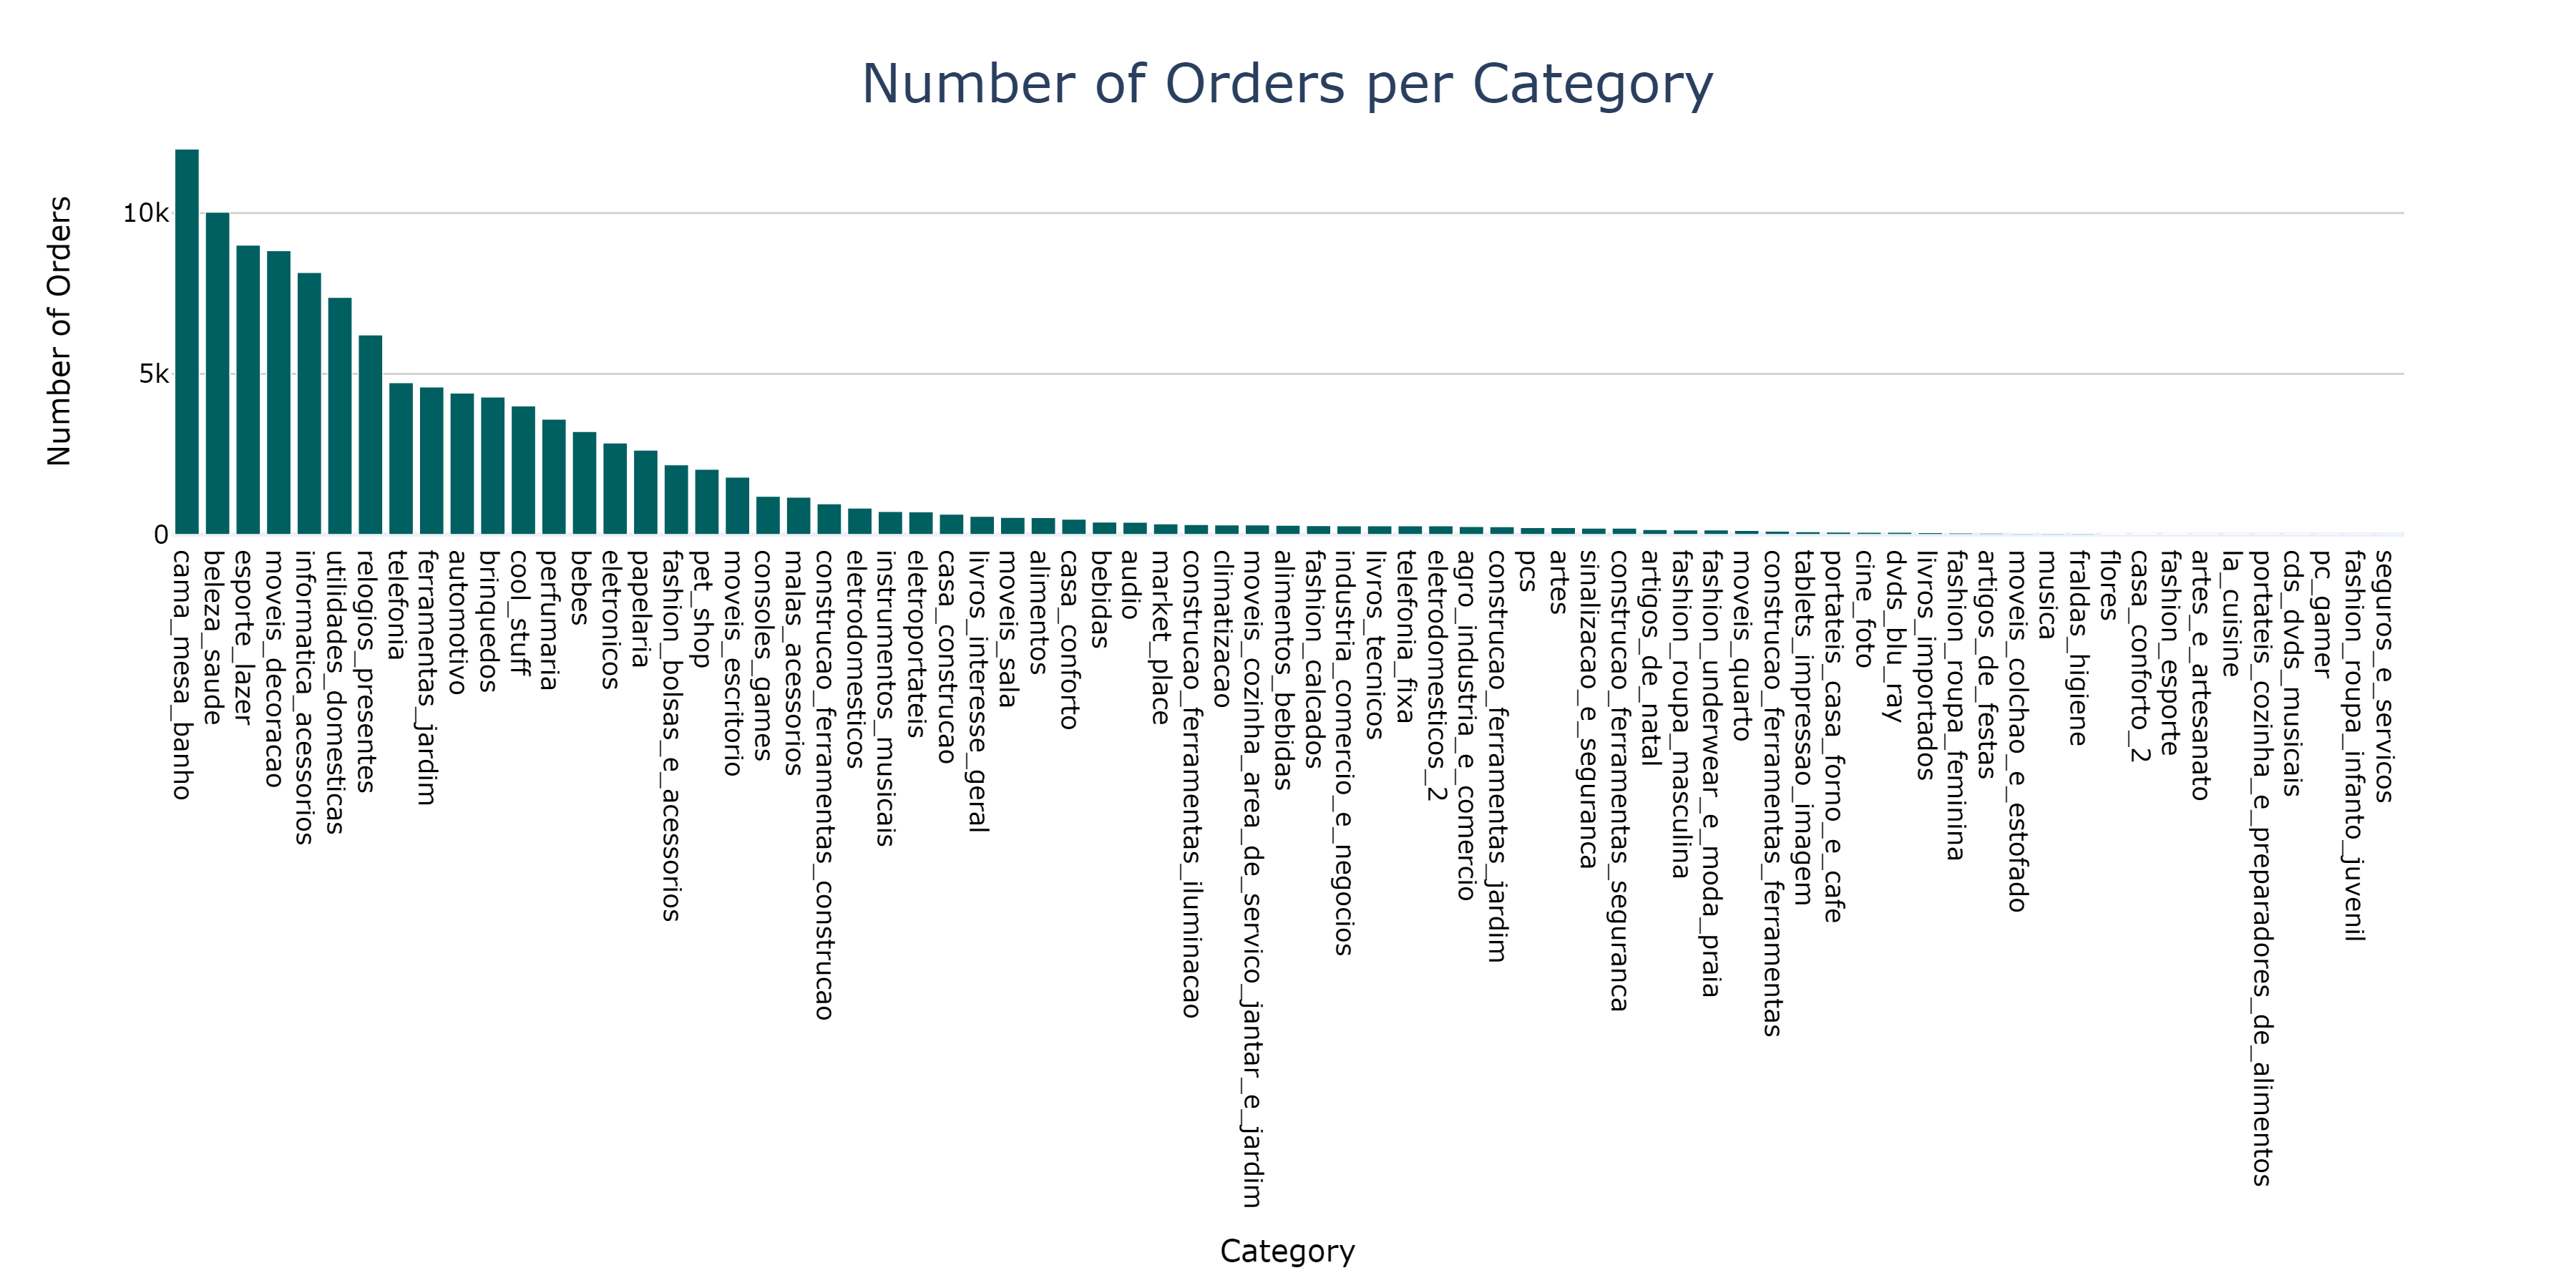 Number of Orders per Category
Number of Orders
10k
5k
0
cama_mesa_banho
beleza_saude
esporte_lazer
moveis_decoracao
informatica_acessorios
utilidades_domesticas
relogios_presentes
telefonia
ferramentas_jardim
automotivo
brinquedos
cool_stuff
perfumaria
bebes
eletronicos
papelaria
fashion_bolsas_e_acessorios
pet_shop
moveis_escritorio
consoles_games
malas_acessorios
construcao_ferramentas_construcao
eletrodomesticos
instrumentos_musicais
eletroportateis
casa_construcao
livros_interesse_geral
moveis_sala
alimentos
casa_conforto
bebidas
audio
market_place
construcao_ferramentas_iluminacao
climatizacao
moveis_cozinha_area_de_servico_jantar_e_jardim
alimentos_bebidas
fashion_calcados
industria_comercio_e_negocios
livros_tecnicos
telefonia_fixa
eletrodomesticos_2
agro_industria_e_comercio
construcao_ferramentas_jardim
pcs
artes
sinalizacao_e_seguranca
construcao_ferramentas_seguranca
artigos_de_natal
fashion_roupa_masculina
fashion_underwear_e_moda_praia
moveis_quarto
construcao_ferramentas_ferramentas
tablets_impressao_imagem
portateis_casa_forno_e_cafe
cine_foto
dvds_blu_ray
livros_importados
fashion_roupa_feminina
artigos_de_festas
moveis_colchao_e_estofado
musica
fraldas_higiene
flores
casa_conforto_2
fashion_esporte
artes_e_artesanato
la_cuisine
portateis_cozinha_e_preparadores_de_alimentos
cds_dvds_musicais
pc_gamer
fashion_roupa_infanto_juvenil
seguros_e_servicos
Category